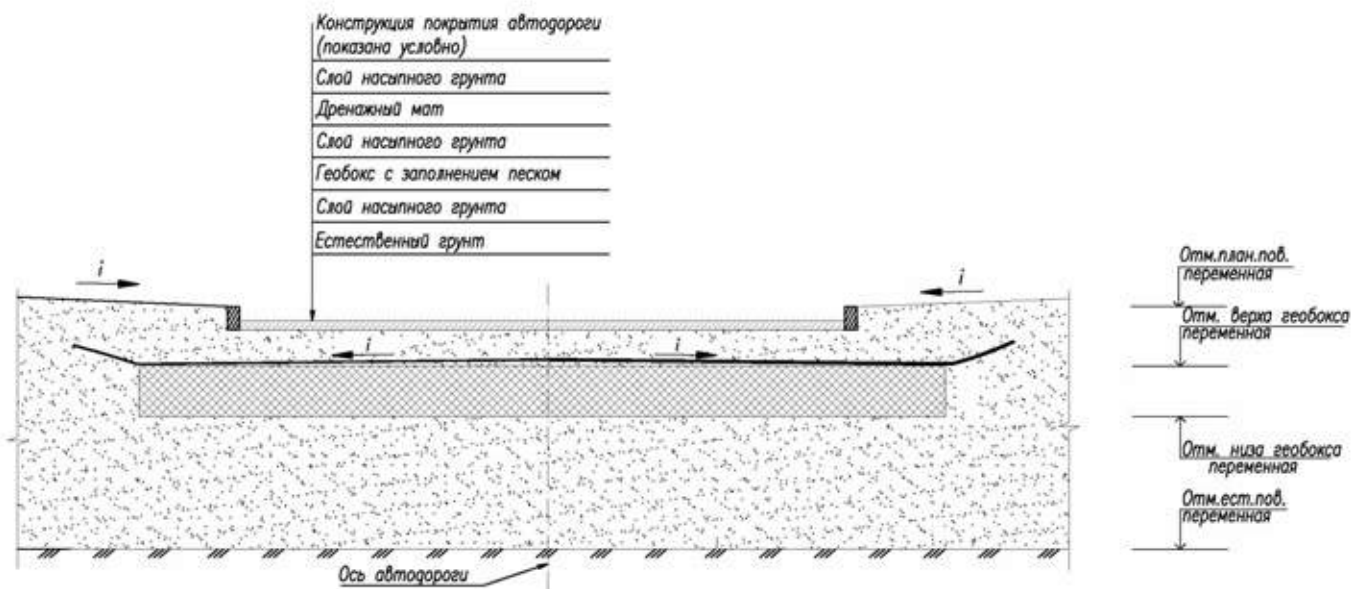 Конструкция покрытия автодороги
(показана условно)
Слой насыпного грунта
Дренажный мат
Слой насыпного грунта
Геобокс с заполнением песком
Слой насыпного грунта
Естественный грунт
i
i
Отм.план.пов.
переменная
Отм. верха геобокса
переменная
i
i
Отм. низа геобокса
переменная
Отм.ест.пов.
переменная
Ось автодороги